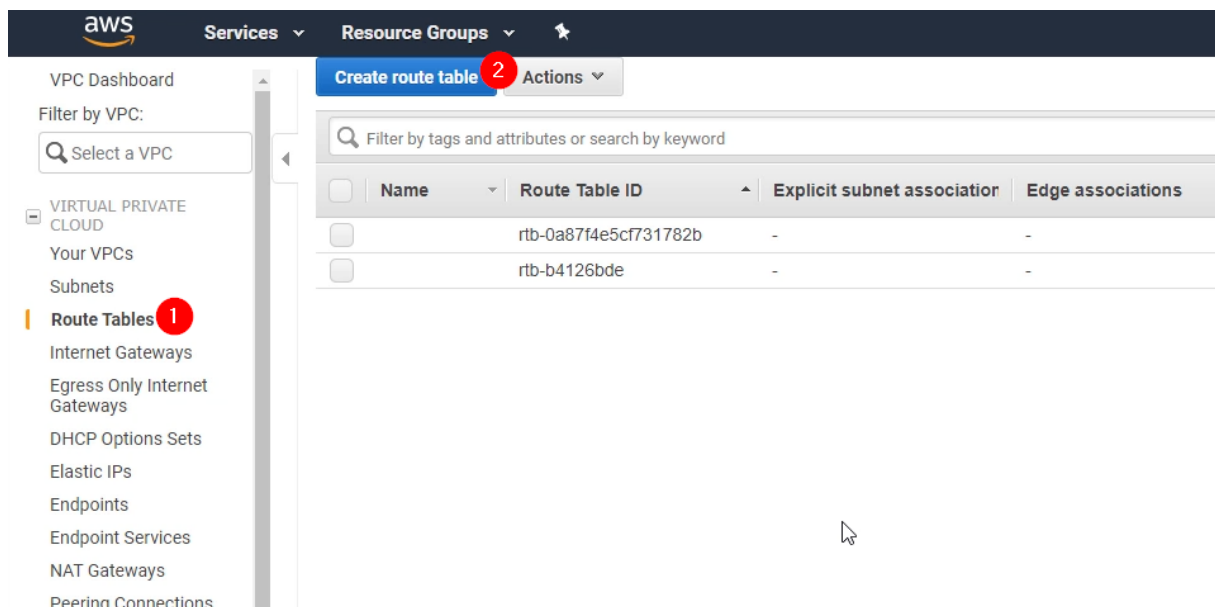 aws Services Resource Groups
VPC Dashboard
Filter by VPC:
Select a VPC
VIRTUAL PRIVATE
CLOUD
Your VPCs
Subnets
Route Tables 1
Internet Gateways
Egress Only Internet
Gateways
DHCP Options Sets
Elastic IPs
Endpoints
Endpoint Services
NAT Gateways
Peering Connections
Create route table 2 Actions
Filter by tags and attributes or search by keyword
Name Route Table ID Explicit subnet association Edge associations
rtb-0a87f4e5cf731782b - -
rtb-b4126bde - -